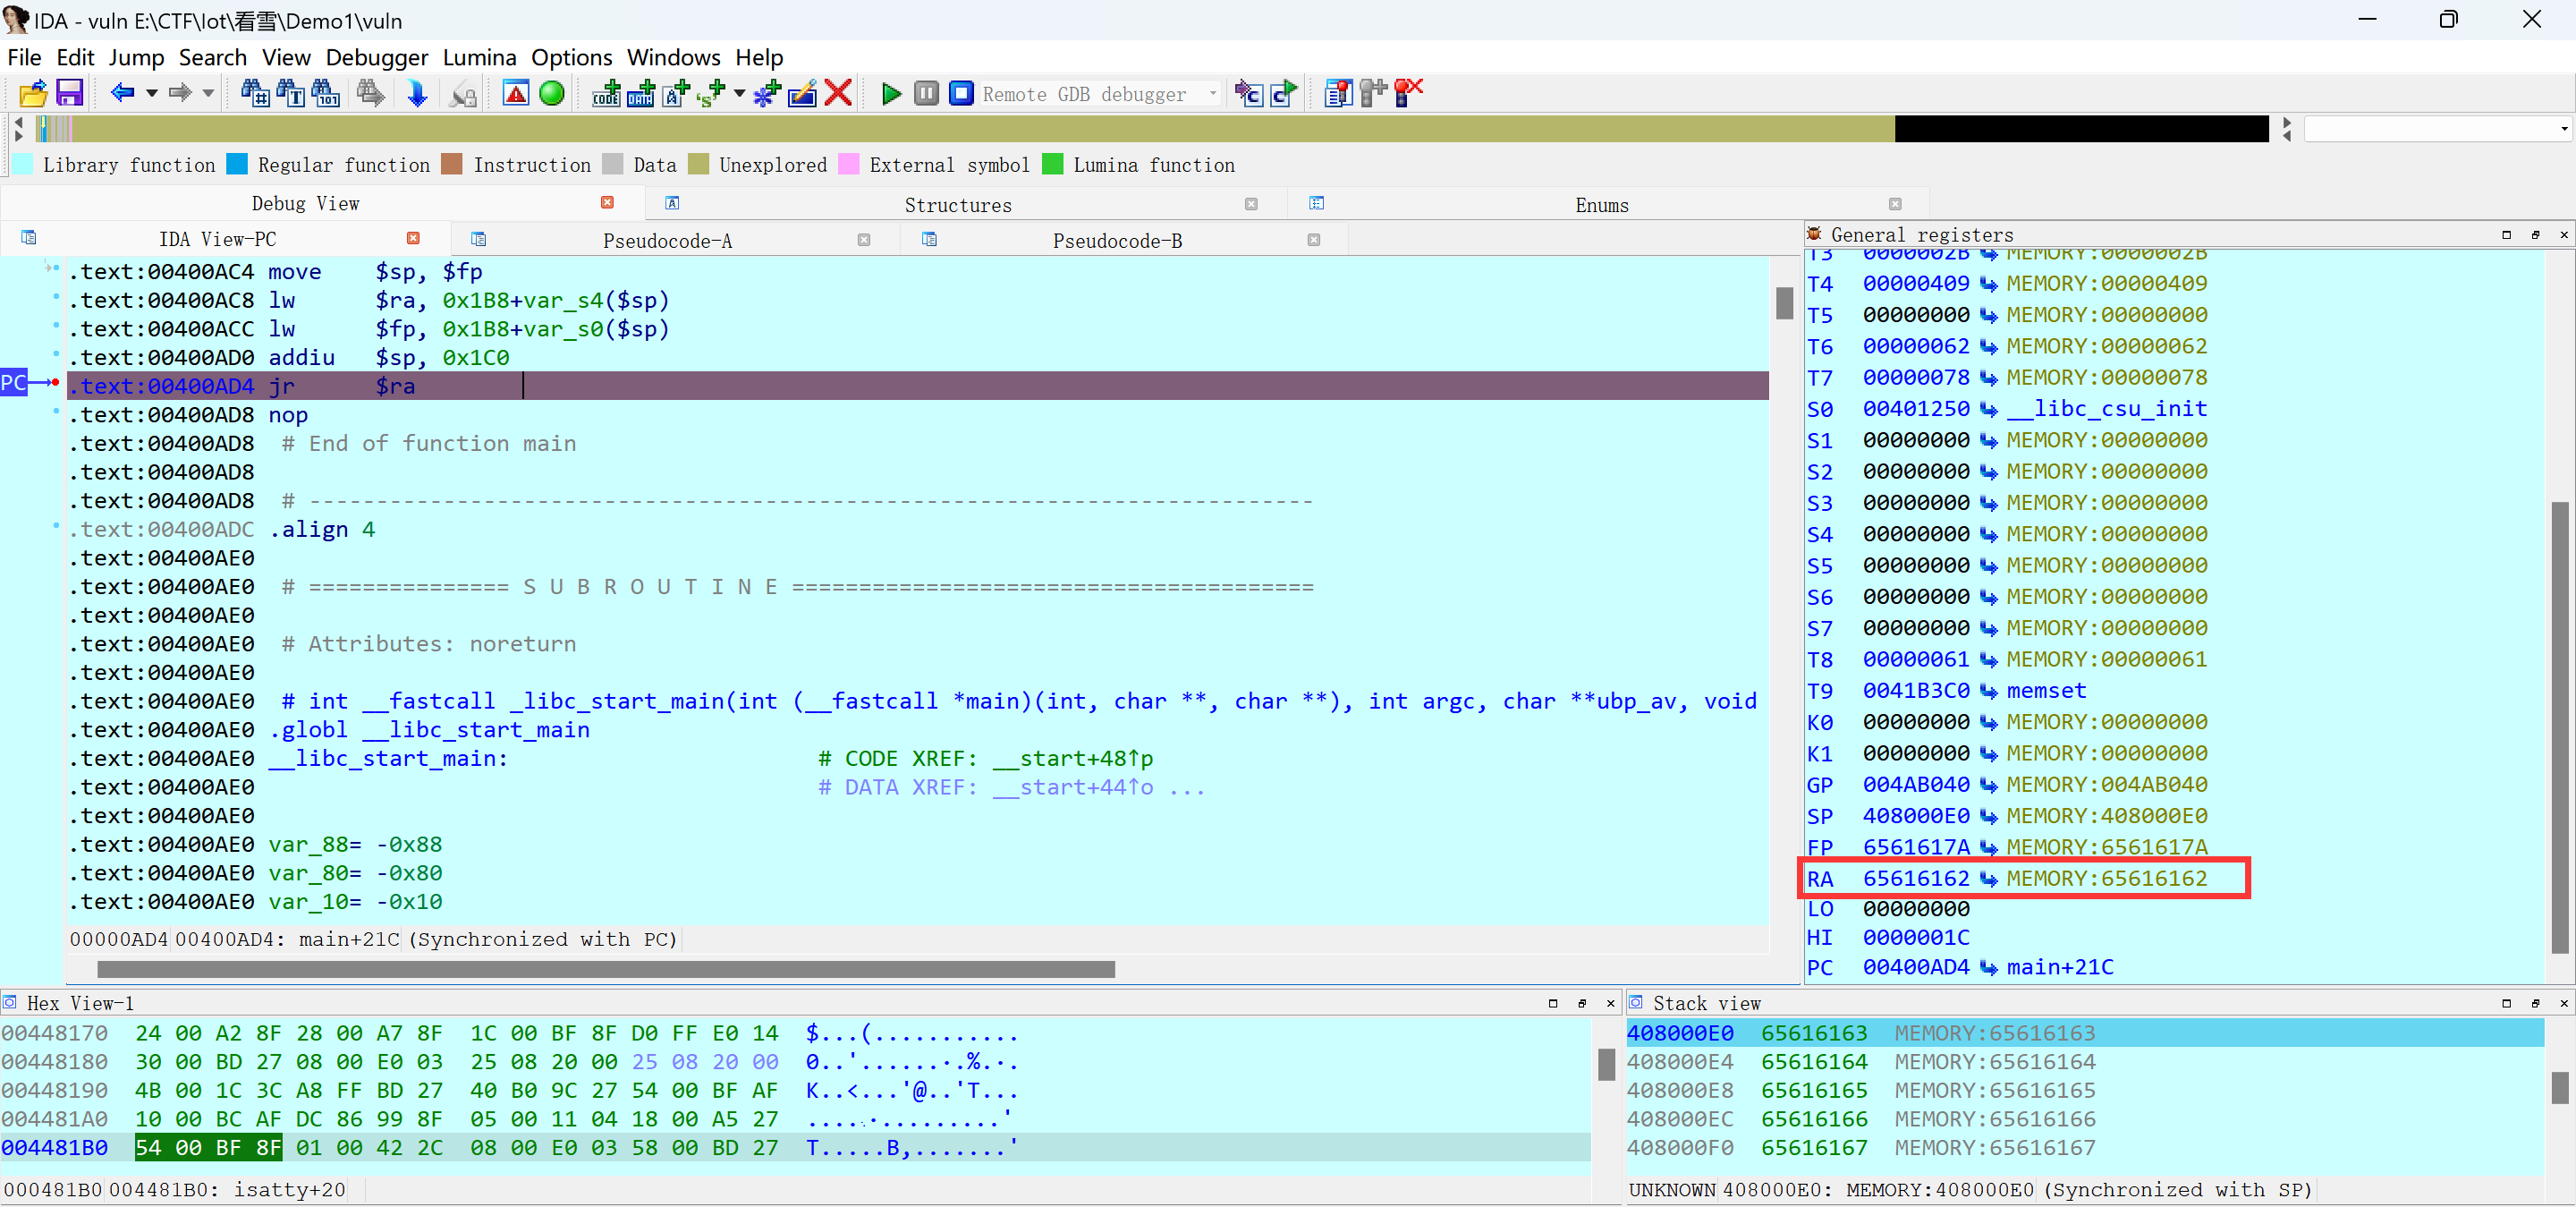 IDA - vuln E:\CTF\Iot\看雪\Demo1\vuln
File Edit Jump Search View Debugger Lumina Options Windows Help
Remote GDB debugger
Library function Regular function Instruction Data Unexplored External symbol Lumina function
Debug View Structures Enums
IDA View-PC Pseudocode-A Pseudocode-B
.text:00400AC4 move $sp, $fp
.text:00400AC8 lw $ra, 0x1B8+var_s4($sp)
.text:00400ACC lw $fp, 0x1B8+var_s0($sp)
.text:00400AD0 addiu $sp, 0x1C0
PC .text:00400AD4 jr $ra
.text:00400AD8 nop
.text:00400AD8 # End of function main
.text:00400AD8
.text:00400AD8 # ---------------------------------------------------------------------------
.text:00400ADC .align 4
.text:00400AE0
.text:00400AE0 # =============== S U B R O U T I N E =======================================
.text:00400AE0
.text:00400AE0 # Attributes: noreturn
.text:00400AE0
.text:00400AE0 # int __fastcall _libc_start_main(int (__fastcall *main)(int, char **, char **), int argc, char **ubp_av, void
.text:00400AE0 .globl __libc_start_main
.text:00400AE0 __libc_start_main: # CODE XREF: __start+48↑p
.text:00400AE0 # DATA XREF: __start+44↑o ...
.text:00400AE0
.text:00400AE0 var_88= -0x88
.text:00400AE0 var_80= -0x80
.text:00400AE0 var_10= -0x10
00000AD4 00400AD4: main+21C (Synchronized with PC)
General registers
T3 0000002B MEMORY:0000002B
T4 00000409 MEMORY:00000409
T5 00000000 MEMORY:00000000
T6 00000062 MEMORY:00000062
T7 00000078 MEMORY:00000078
S0 00401250 __libc_csu_init
S1 00000000 MEMORY:00000000
S2 00000000 MEMORY:00000000
S3 00000000 MEMORY:00000000
S4 00000000 MEMORY:00000000
S5 00000000 MEMORY:00000000
S6 00000000 MEMORY:00000000
S7 00000000 MEMORY:00000000
T8 00000061 MEMORY:00000061
T9 0041B3C0 memset
K0 00000000 MEMORY:00000000
K1 00000000 MEMORY:00000000
GP 004AB040 MEMORY:004AB040
SP 408000E0 MEMORY:408000E0
FP 6561617A MEMORY:6561617A
RA 65616162 MEMORY:65616162
LO 00000000
HI 0000001C
PC 00400AD4 main+21C
Hex View-1
00448170 24 00 A2 8F 28 00 A7 8F 1C 00 BF 8F D0 FF E0 14 $...(...........
00448180 30 00 BD 27 08 00 E0 03 25 08 20 00 25 08 20 00 0..'......·.%.·.
00448190 4B 00 1C 3C A8 FF BD 27 40 B0 9C 27 54 00 BF AF K..<...'@..'T...
004481A0 10 00 BC AF DC 86 99 8F 05 00 11 04 18 00 A5 27 ...............'
004481B0 54 00 BF 8F 01 00 42 2C 08 00 E0 03 58 00 BD 27 T.....B,.......'
000481B0 004481B0: isatty+20
Stack view
408000E0 65616163 MEMORY:65616163
408000E4 65616164 MEMORY:65616164
408000E8 65616165 MEMORY:65616165
408000EC 65616166 MEMORY:65616166
408000F0 65616167 MEMORY:65616167
UNKNOWN 408000E0: MEMORY:408000E0 (Synchronized with SP)